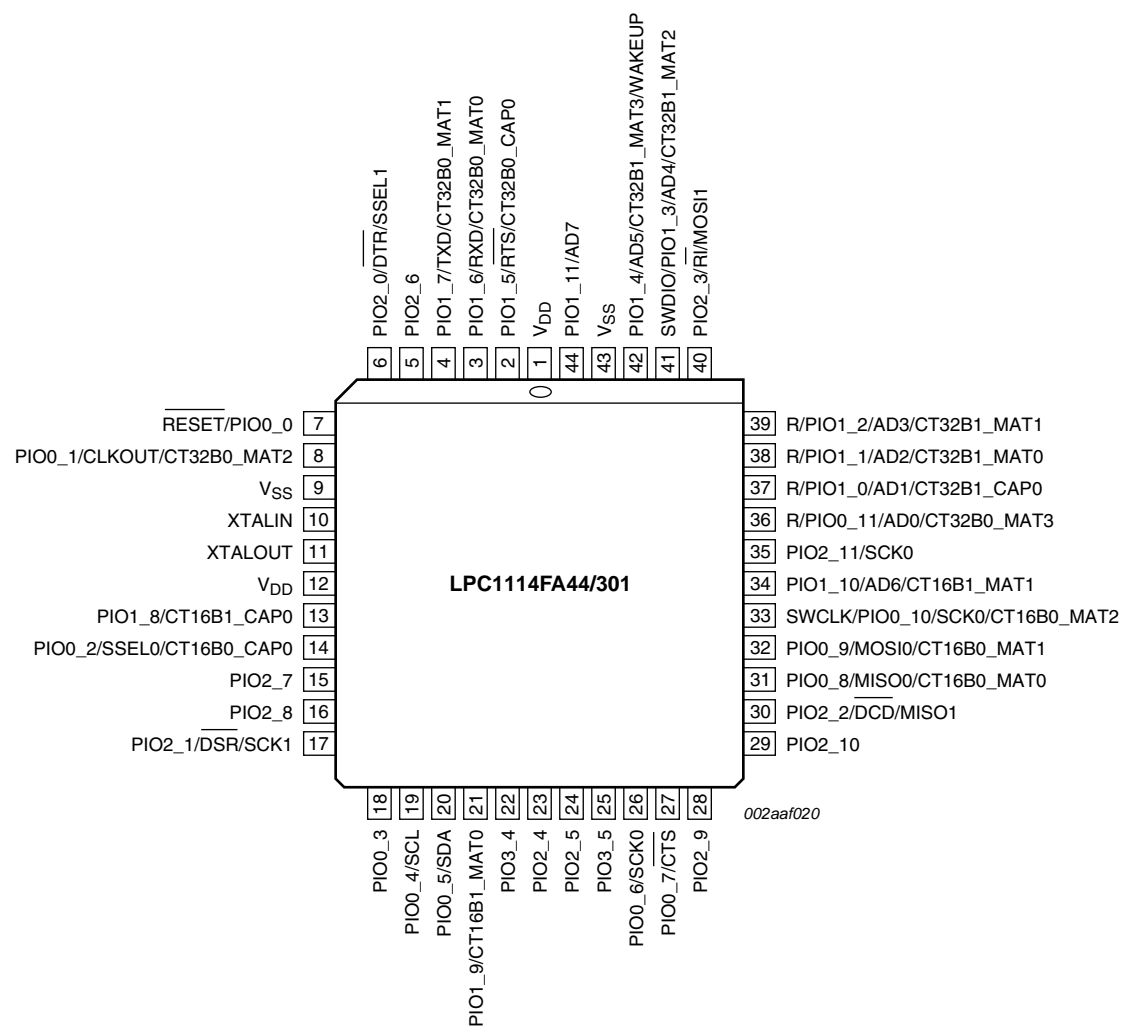 PIO2_0/DTR/SSEL1
PIO2_6
PIO1_7/TXD/CT32B0_MAT1
PIO1_6/RXD/CT32B0_MAT0
PIO1_5/RTS/CT32B0_CAP0
VDD
PIO1_11/AD7
VSS
PIO1_4/AD5/CT32B1_MAT3/WAKEUP
SWDIO/PIO1_3/AD4/CT32B1_MAT2
PIO2_3/RI/MOSI1
6 5 4 3 2 1 44 43 42 41 40
RESET/PIO0_0 7
PIO0_1/CLKOUT/CT32B0_MAT2 8
VSS 9
XTALIN 10
XTALOUT 11
VDD 12
PIO1_8/CT16B1_CAP0 13
PIO0_2/SSEL0/CT16B0_CAP0 14
PIO2_7 15
PIO2_8 16
PIO2_1/DSR/SCK1 17
LPC1114FA44/301
39 R/PIO1_2/AD3/CT32B1_MAT1
38 R/PIO1_1/AD2/CT32B1_MAT0
37 R/PIO1_0/AD1/CT32B1_CAP0
36 R/PIO0_11/AD0/CT32B0_MAT3
35 PIO2_11/SCK0
34 PIO1_10/AD6/CT16B1_MAT1
33 SWCLK/PIO0_10/SCK0/CT16B0_MAT2
32 PIO0_9/MOSI0/CT16B0_MAT1
31 PIO0_8/MISO0/CT16B0_MAT0
30 PIO2_2/DCD/MISO1
29 PIO2_10
18 19 20 21 22 23 24 25 26 27 28
PIO0_3
PIO0_4/SCL
PIO0_5/SDA
PIO1_9/CT16B1_MAT0
PIO3_4
PIO2_4
PIO2_5
PIO3_5
PIO0_6/SCK0
PIO0_7/CTS
PIO2_9
002aaf020